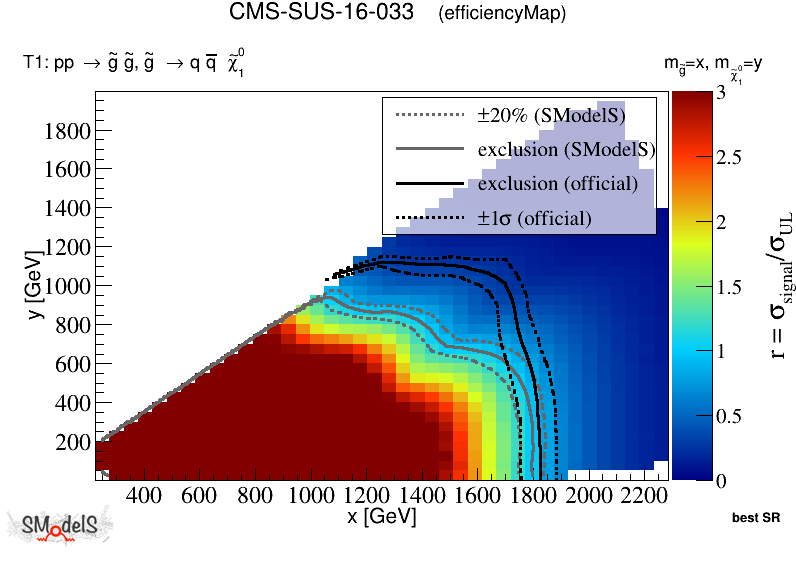 CMS-SUS-16-033 (efficiencyMap)
T1: pp → g̃ g̃, g̃ → q q̅ χ̃₁⁰
m_g̃=x, m_χ̃₁⁰=y
±20% (SModelS)
exclusion (SModelS)
exclusion (official)
±1σ (official)
1800
1600
1400
1200
1000
800
600
400
200
y [GeV]
400 600 800 1000 1200 1400 1600 1800 2000 2200
x [GeV]
3
2.5
2
1.5
1
0.5
0
r = σ_signal/σ_UL
SModelS
best SR